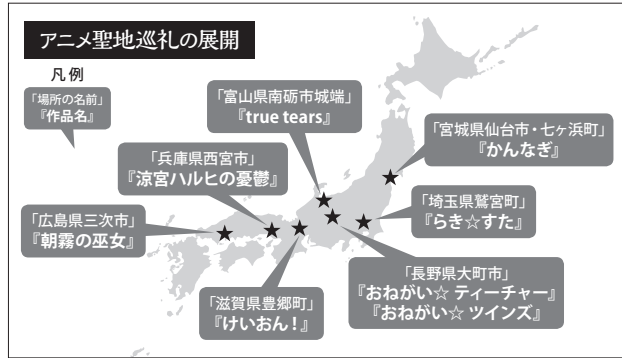 アニメ聖地巡礼の展開
凡例
「場所の名前」
『作品名』
「富山県南砺市城端」
『true tears』
「宮城県仙台市・七ヶ浜町」
『かんなぎ』
「兵庫県西宮市」
『涼宮ハルヒの憂鬱』
「埼玉県鷲宮町」
『らき☆すた』
「広島県三次市」
『朝霧の巫女』
「長野県大町市」
『おねがい☆ ティーチャー』
『おねがい☆ ツインズ』
「滋賀県豊郷町」
『けいおん！』